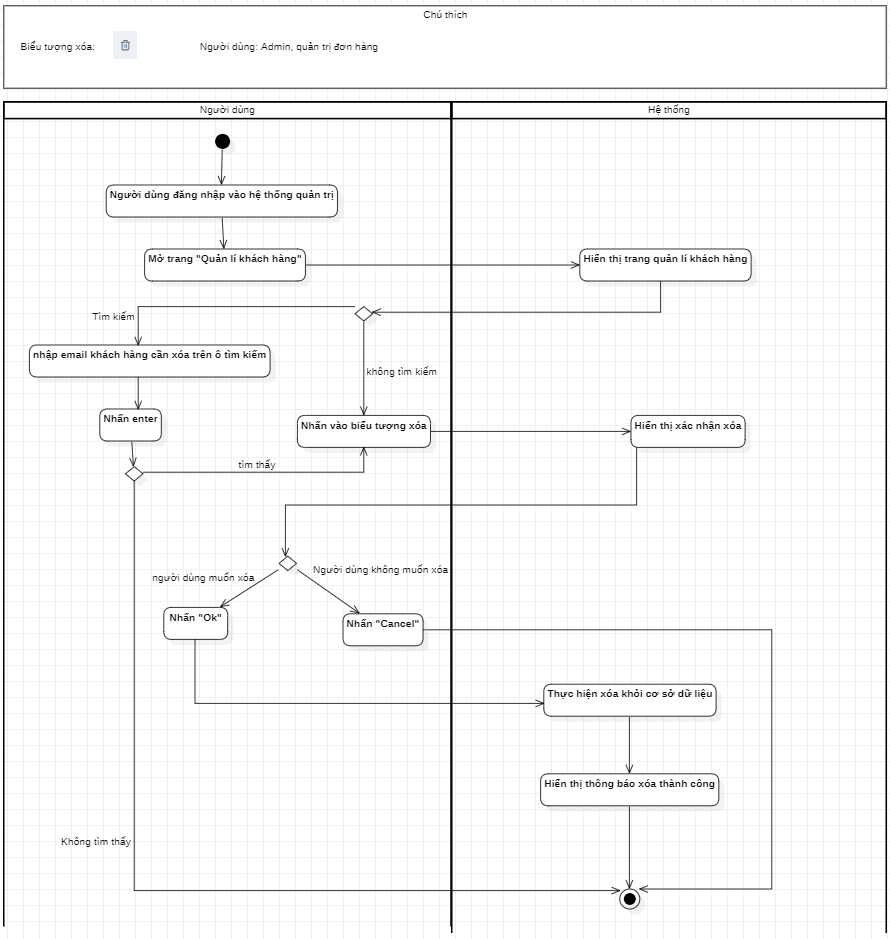 Chú thích
Biểu tượng xóa:
Người dùng: Admin, quản trị đơn hàng
Người dùng
Hệ thống
Người dùng đăng nhập vào hệ thống quản trị
Mở trang "Quản lí khách hàng"
Hiển thị trang quản lí khách hàng
Tìm kiếm
nhập email khách hàng cần xóa trên ô tìm kiếm
không tìm kiếm
Nhấn enter
Nhấn vào biểu tượng xóa
Hiển thị xác nhận xóa
tìm thấy
người dùng muốn xóa
Người dùng không muốn xóa
Nhấn "Ok"
Nhấn "Cancel"
Thực hiện xóa khỏi cơ sở dữ liệu
Hiển thị thông báo xóa thành công
Không tìm thấy